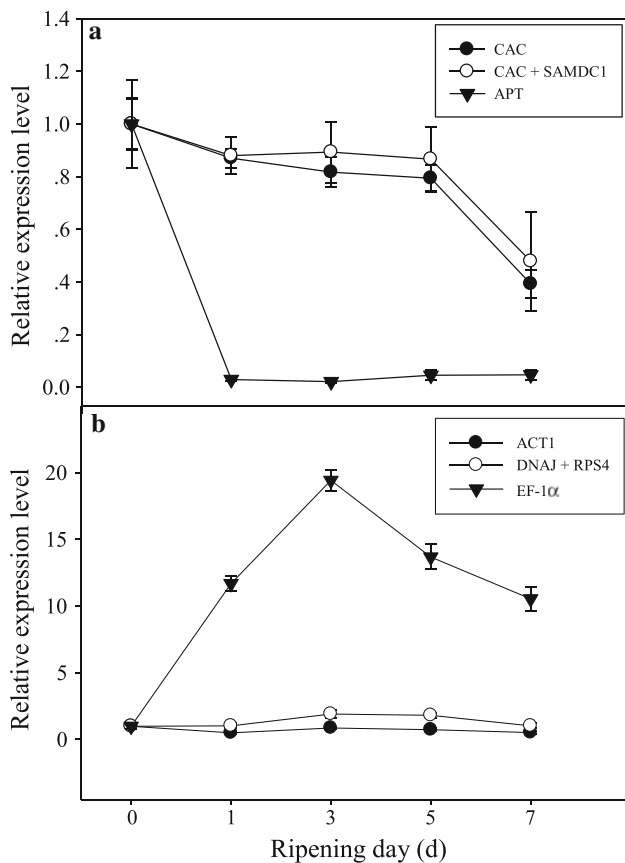 a
1.4
1.2
1.0
.8
.6
.4
.2
0.0
Relative expression level
CAC
CAC + SAMDC1
APT
b
20
15
10
5
0
Relative expression level
ACT1
DNAJ + RPS4
EF-1α
0 1 3 5 7
Ripening day (d)